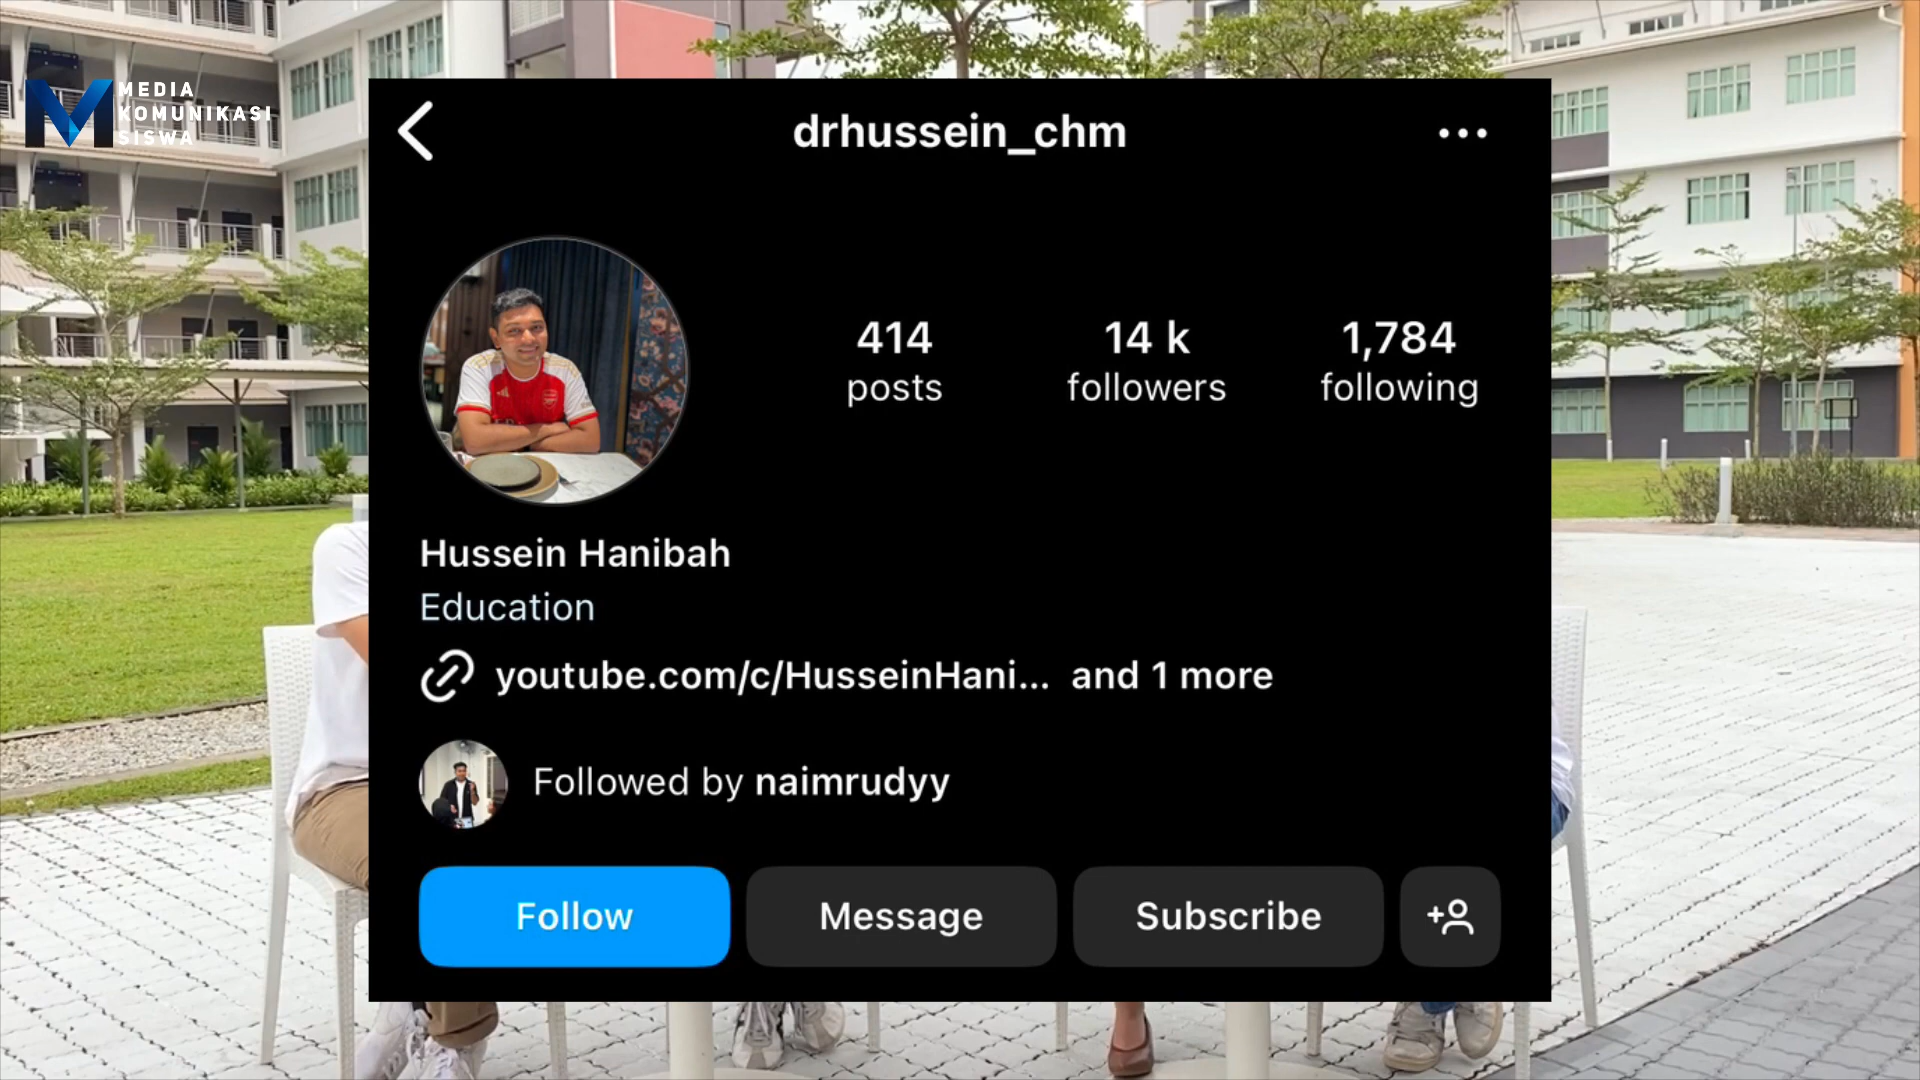 MEDIA
KOMUNIKASI
SISWA
drhussein_chm
414
posts
14 k
followers
1,784
following
Hussein Hanibah
Education
youtube.com/c/HusseinHani... and 1 more
Followed by naimrudyy
Follow
Message
Subscribe